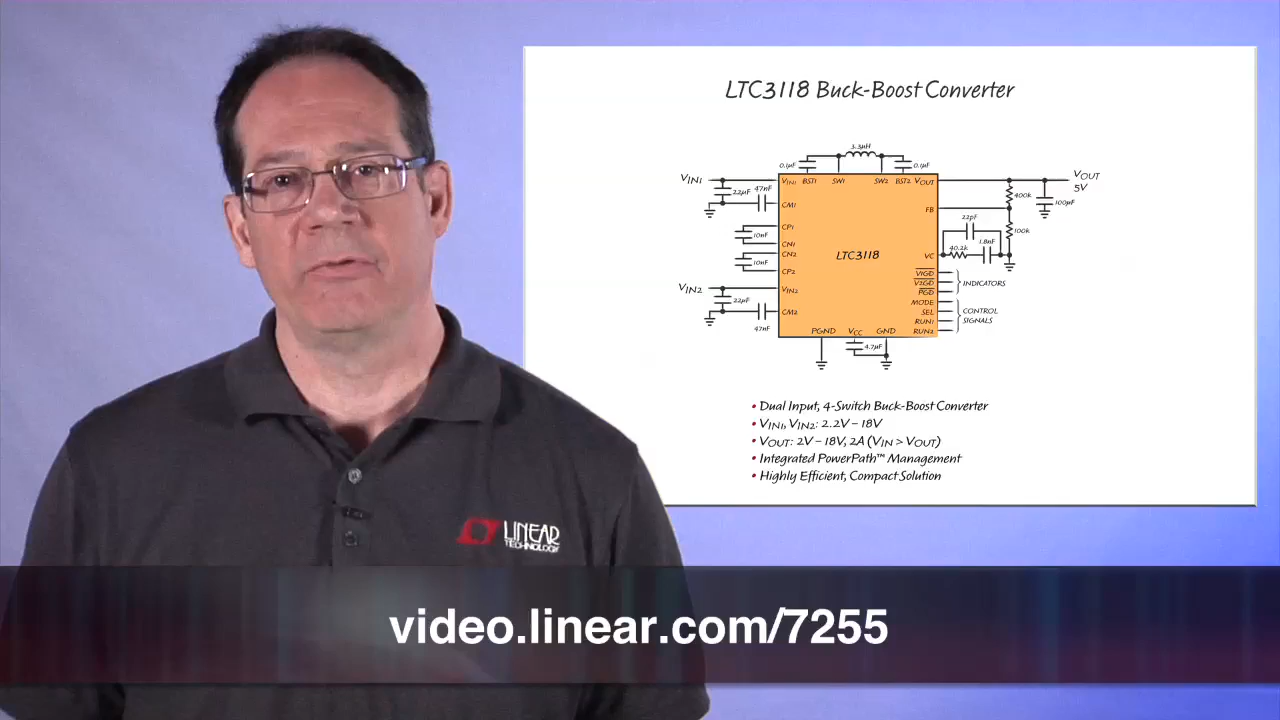 LTC3118 Buck-Boost Converter
3.3µH
0.1µF
0.1µF
VIN1
22µF
47nF
VIN1
BST1
SW1
SW2
BST2
VOUT
VOUT
5V
CM1
400k
100µF
FB
CP1
10nF
CN1
22pF
100k
CN2
10nF
CP2
LTC3118
VC
40.2k
1.8nF
VIN2
22µF
47nF
VIN2
CM2
V1GD
V2GD
PGD
INDICATORS
MODE
SEL
RUN1
RUN2
CONTROL
SIGNALS
PGND
VCC
GND
4.7µF
• Dual Input, 4-Switch Buck-Boost Converter
• VIN1, VIN2: 2.2V – 18V
• VOUT: 2V – 18V, 2A (VIN > VOUT)
• Integrated PowerPath™ Management
• Highly Efficient, Compact Solution
LINEAR
TECHNOLOGY
video.linear.com/7255